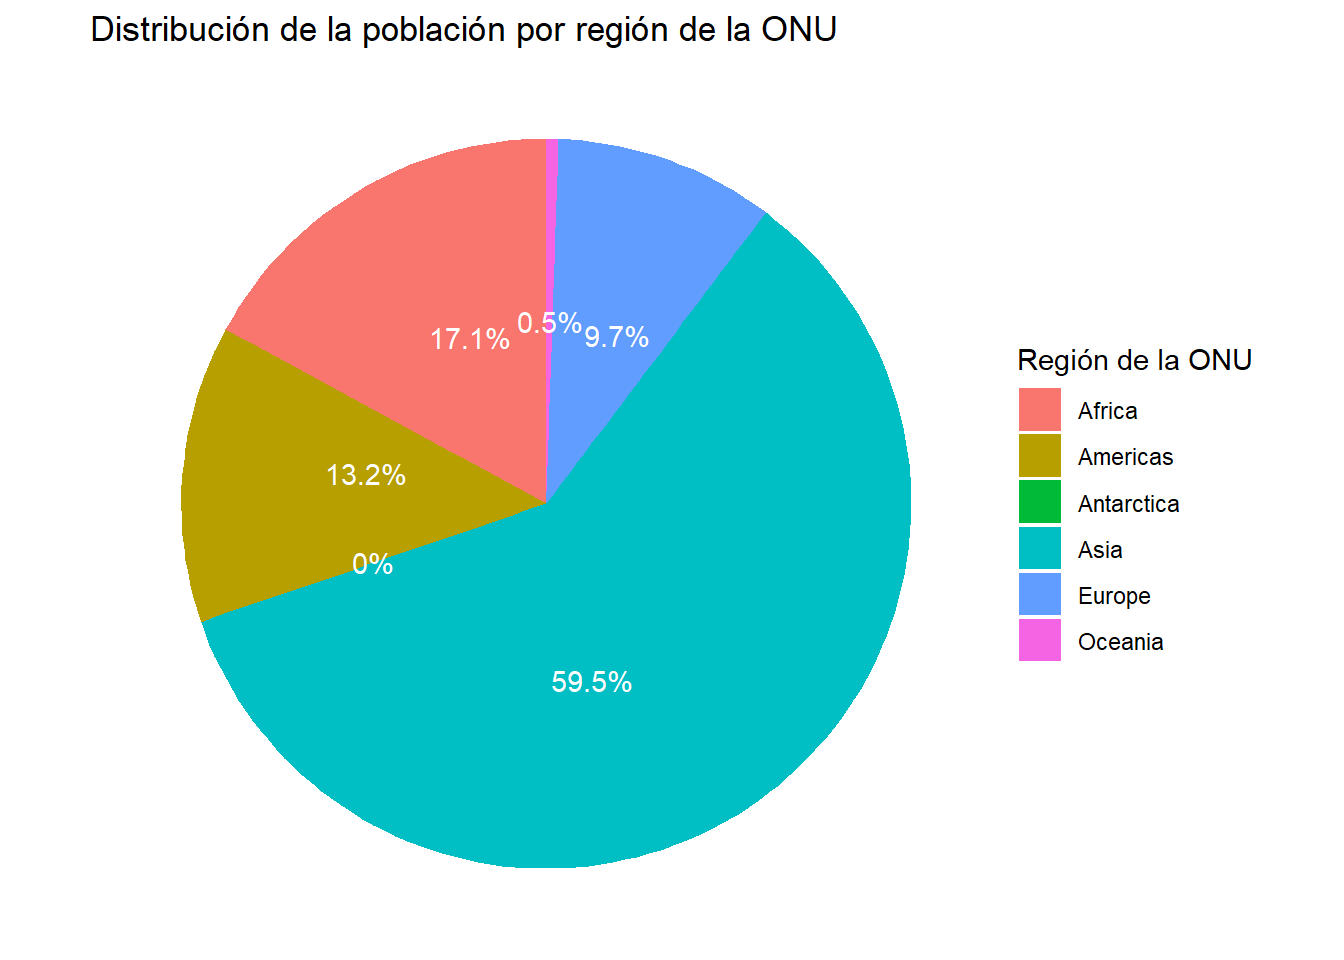 Distribución de la población por región de la ONU
0.5%
9.7%
17.1%
13.2%
0%
59.5%
Región de la ONU
Africa
Americas
Antarctica
Asia
Europe
Oceania